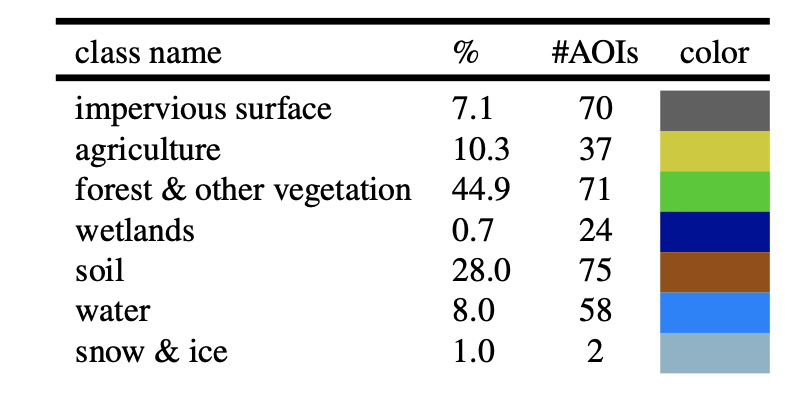 class name % #AOIs color
impervious surface 7.1 70
agriculture 10.3 37
forest & other vegetation 44.9 71
wetlands 0.7 24
soil 28.0 75
water 8.0 58
snow & ice 1.0 2